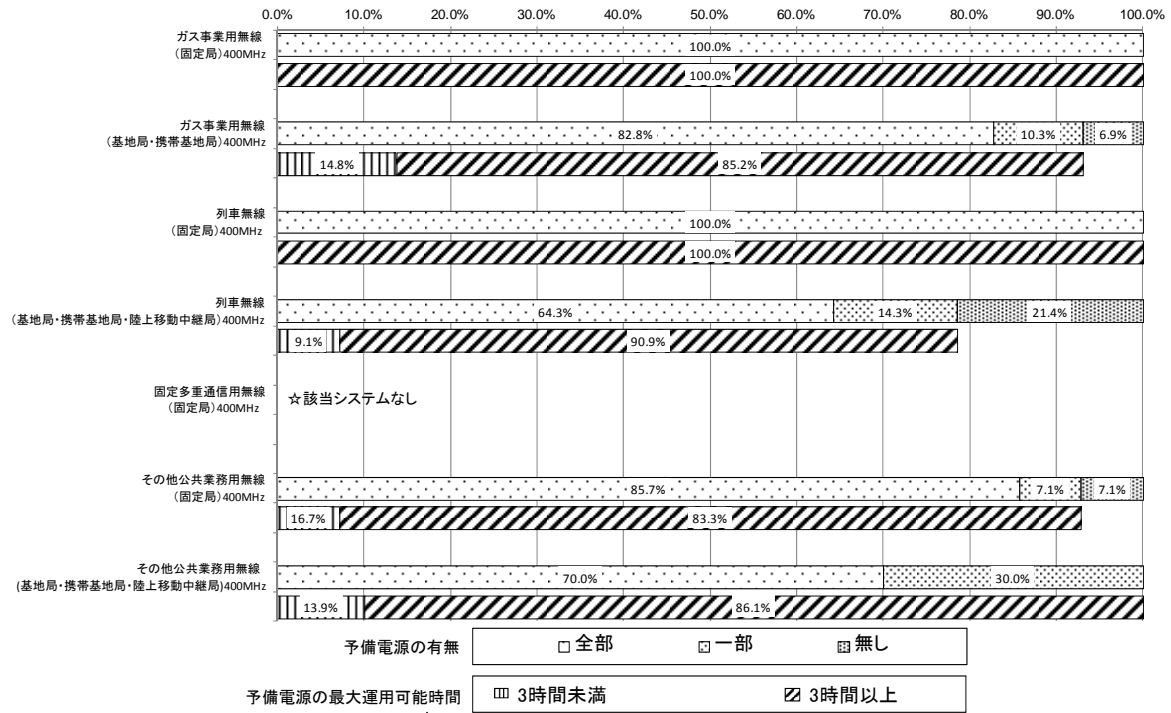 0.0% 10.0% 20.0% 30.0% 40.0% 50.0% 60.0% 70.0% 80.0% 90.0% 100.0%
ガス事業用無線
(固定局)400MHz
100.0%
100.0%
ガス事業用無線
(基地局・携帯基地局)400MHz
82.8% 10.3% 6.9%
14.8% 85.2%
列車無線
(固定局)400MHz
100.0%
100.0%
列車無線
(基地局・携帯基地局・陸上移動中継局)400MHz
64.3% 14.3% 21.4%
9.1% 90.9%
固定多重通信用無線
(固定局)400MHz
☆該当システムなし
その他公共業務用無線
(固定局)400MHz
85.7% 7.1% 7.1%
16.7% 83.3%
その他公共業務用無線
(基地局・携帯基地局・陸上移動中継局)400MHz
70.0% 30.0%
13.9% 86.1%
予備電源の有無 全部 一部 無し
予備電源の最大運用可能時間 3時間未満 3時間以上